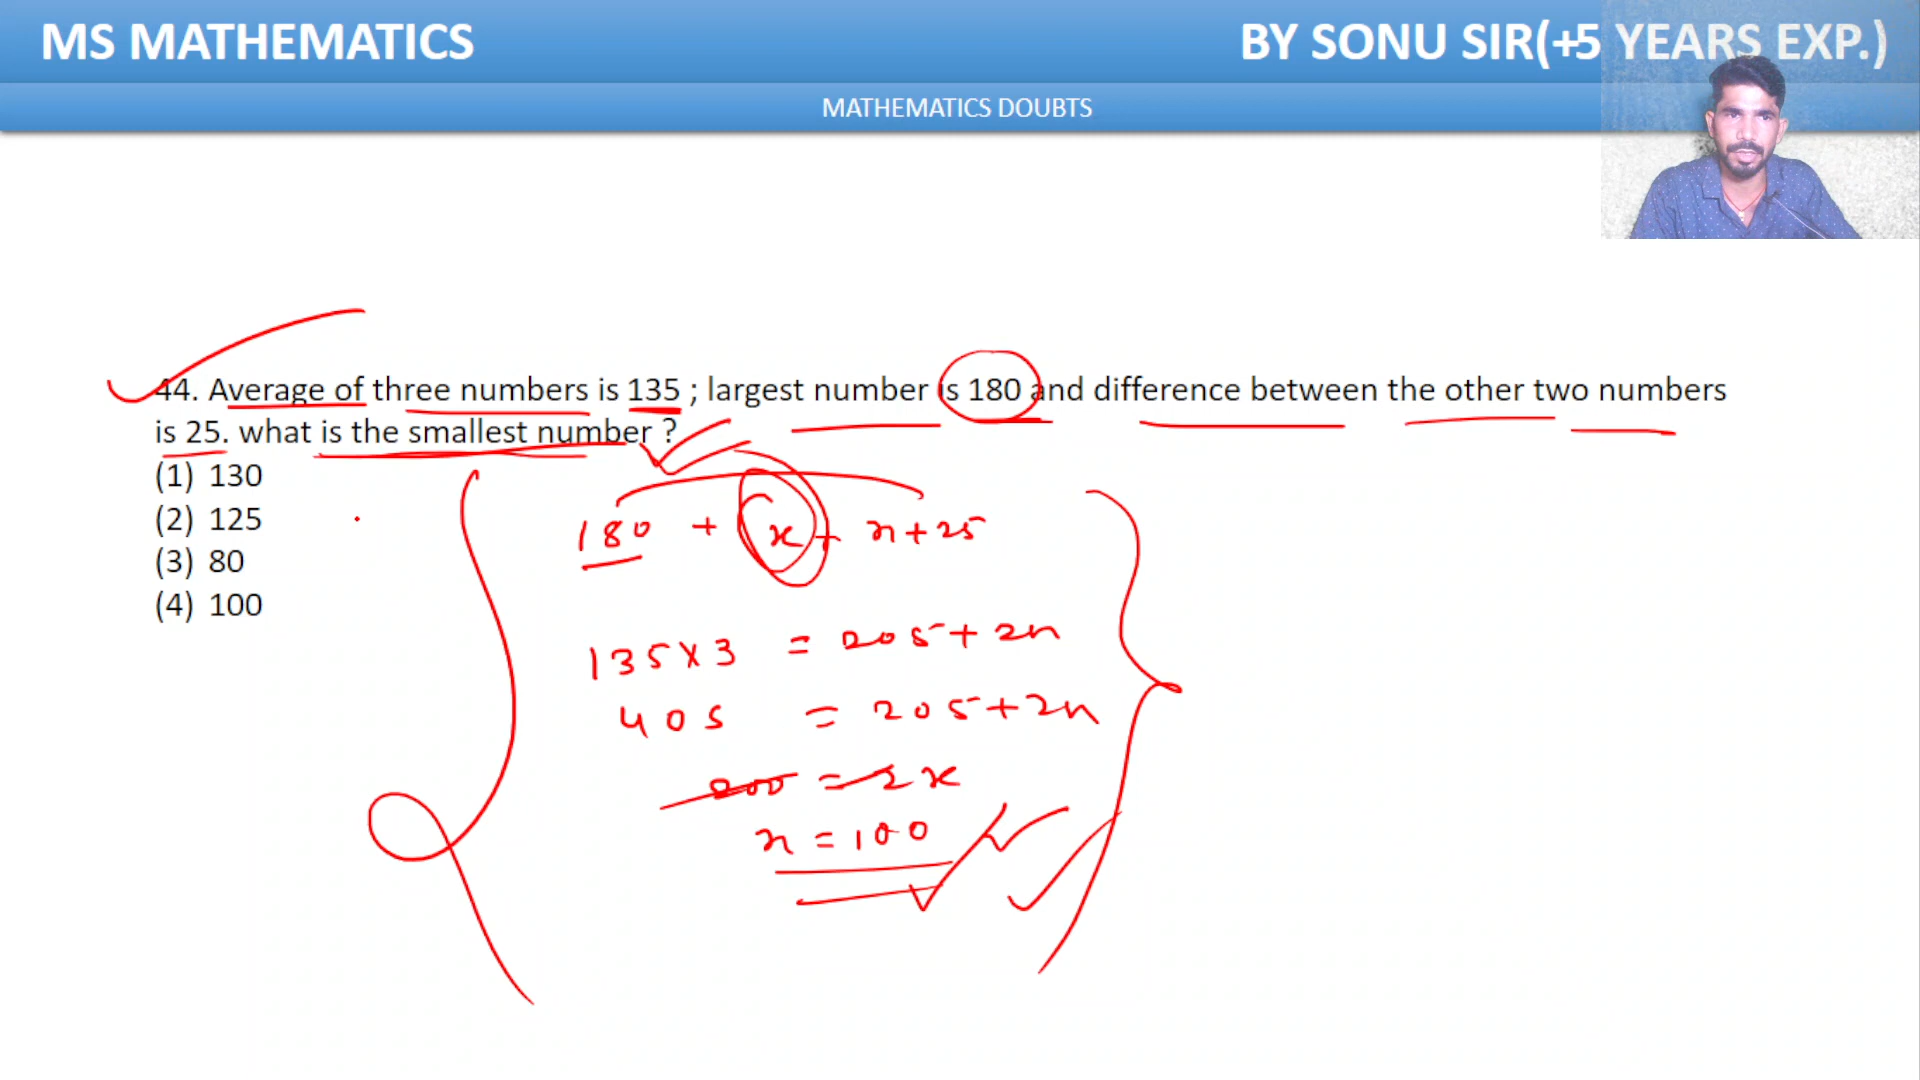 MS MATHEMATICS
BY SONU SIR(+5 YEARS EXP.)
MATHEMATICS DOUBTS
44. Average of three numbers is 135 ; largest number is 180 and difference between the other two numbers
is 25. what is the smallest number ?
(1) 130
(2) 125
(3) 80
(4) 100
180 + x + x + 25
135 x 3 = 205 + 2x
405 = 205 + 2x
200 = 2x
x = 100